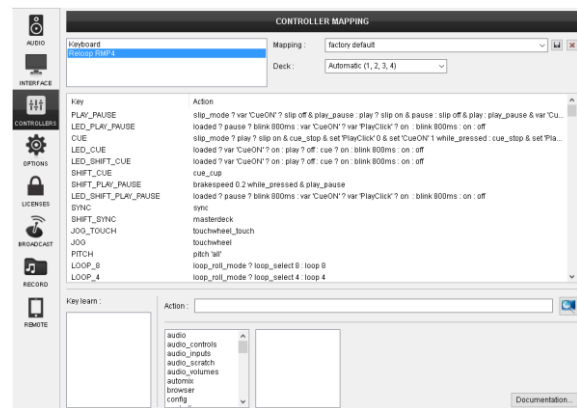 CONTROLLER MAPPING
AUDIO
INTERFACE
CONTROLLERS
OPTIONS
LICENSES
BROADCAST
RECORD
REMOTE
Keyboard
Reloop RMP4
Mapping :
factory default
Deck :
Automatic (1, 2, 3, 4)
Key Action
PLAY_PAUSE slip_mode ? var 'CueON' ? slip off & play_pause : play ? slip on & pause : slip off & play : play_pause & var 'Cu...
LED_PLAY_PAUSE loaded ? pause ? blink 800ms : var 'CueON' ? var 'PlayClick' ? on : blink 800ms : on : off
CUE slip_mode ? play ? slip on & cue_stop & set 'PlayClick' 0 & set 'CueON' 1 while_pressed : cue_stop & set 'Pla...
LED_CUE loaded ? var 'CueON' ? on : play ? off : cue ? on : blink 800ms : on : off
LED_SHIFT_CUE loaded ? var 'CueON' ? on : play ? off : cue ? on : blink 800ms : on : off
SHIFT_CUE cue_cup
SHIFT_PLAY_PAUSE brakespeed 0.2 while_pressed & play_pause
LED_SHIFT_PLAY_PAUSE loaded ? pause ? blink 800ms : var 'CueON' ? var 'PlayClick' ? on : blink 800ms : on : off
SYNC sync
SHIFT_SYNC masterdeck
JOG_TOUCH touchwheel_touch
JOG touchwheel
PITCH pitch 'all'
LOOP_8 loop_roll_mode ? loop_select 8 : loop 8
LOOP_4 loop_roll_mode ? loop_select 4 : loop 4
Key learn :
Action :
audio
audio_controls
audio_inputs
audio_scratch
audio_volumes
automix
browser
config
Documentation...